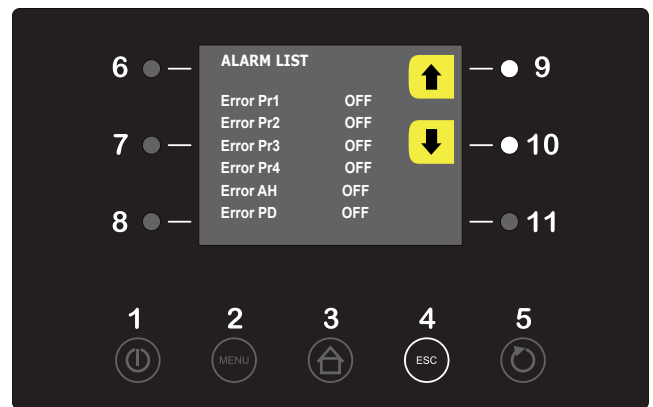 ALARM LIST
6
9
Error Pr1 OFF
Error Pr2 OFF
7
Error Pr3 OFF
10
Error Pr4 OFF
Error AH OFF
8
Error PD OFF
11
1 2 3 4 5
MENU ESC